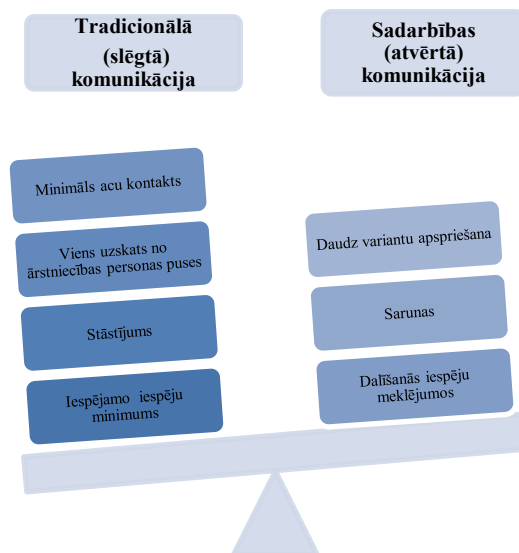 Tradicionālā
(slēgtā)
komunikācija
Sadarbības
(atvērtā)
komunikācija
Minimāls acu kontakts
Viens uzskats no
ārstniecības personas puses
Stāstījums
Iespējamo iespēju
minimums
Daudz variantu apspriešana
Sarunas
Dalīšanās iespēju
meklējumos